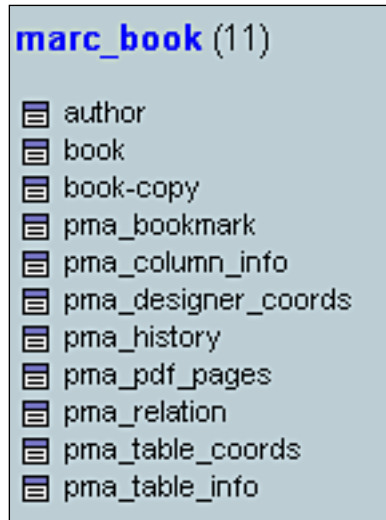 marc_book (11)
author
book
book-copy
pma_bookmark
pma_column_info
pma_designer_coords
pma_history
pma_pdf_pages
pma_relation
pma_table_coords
pma_table_info